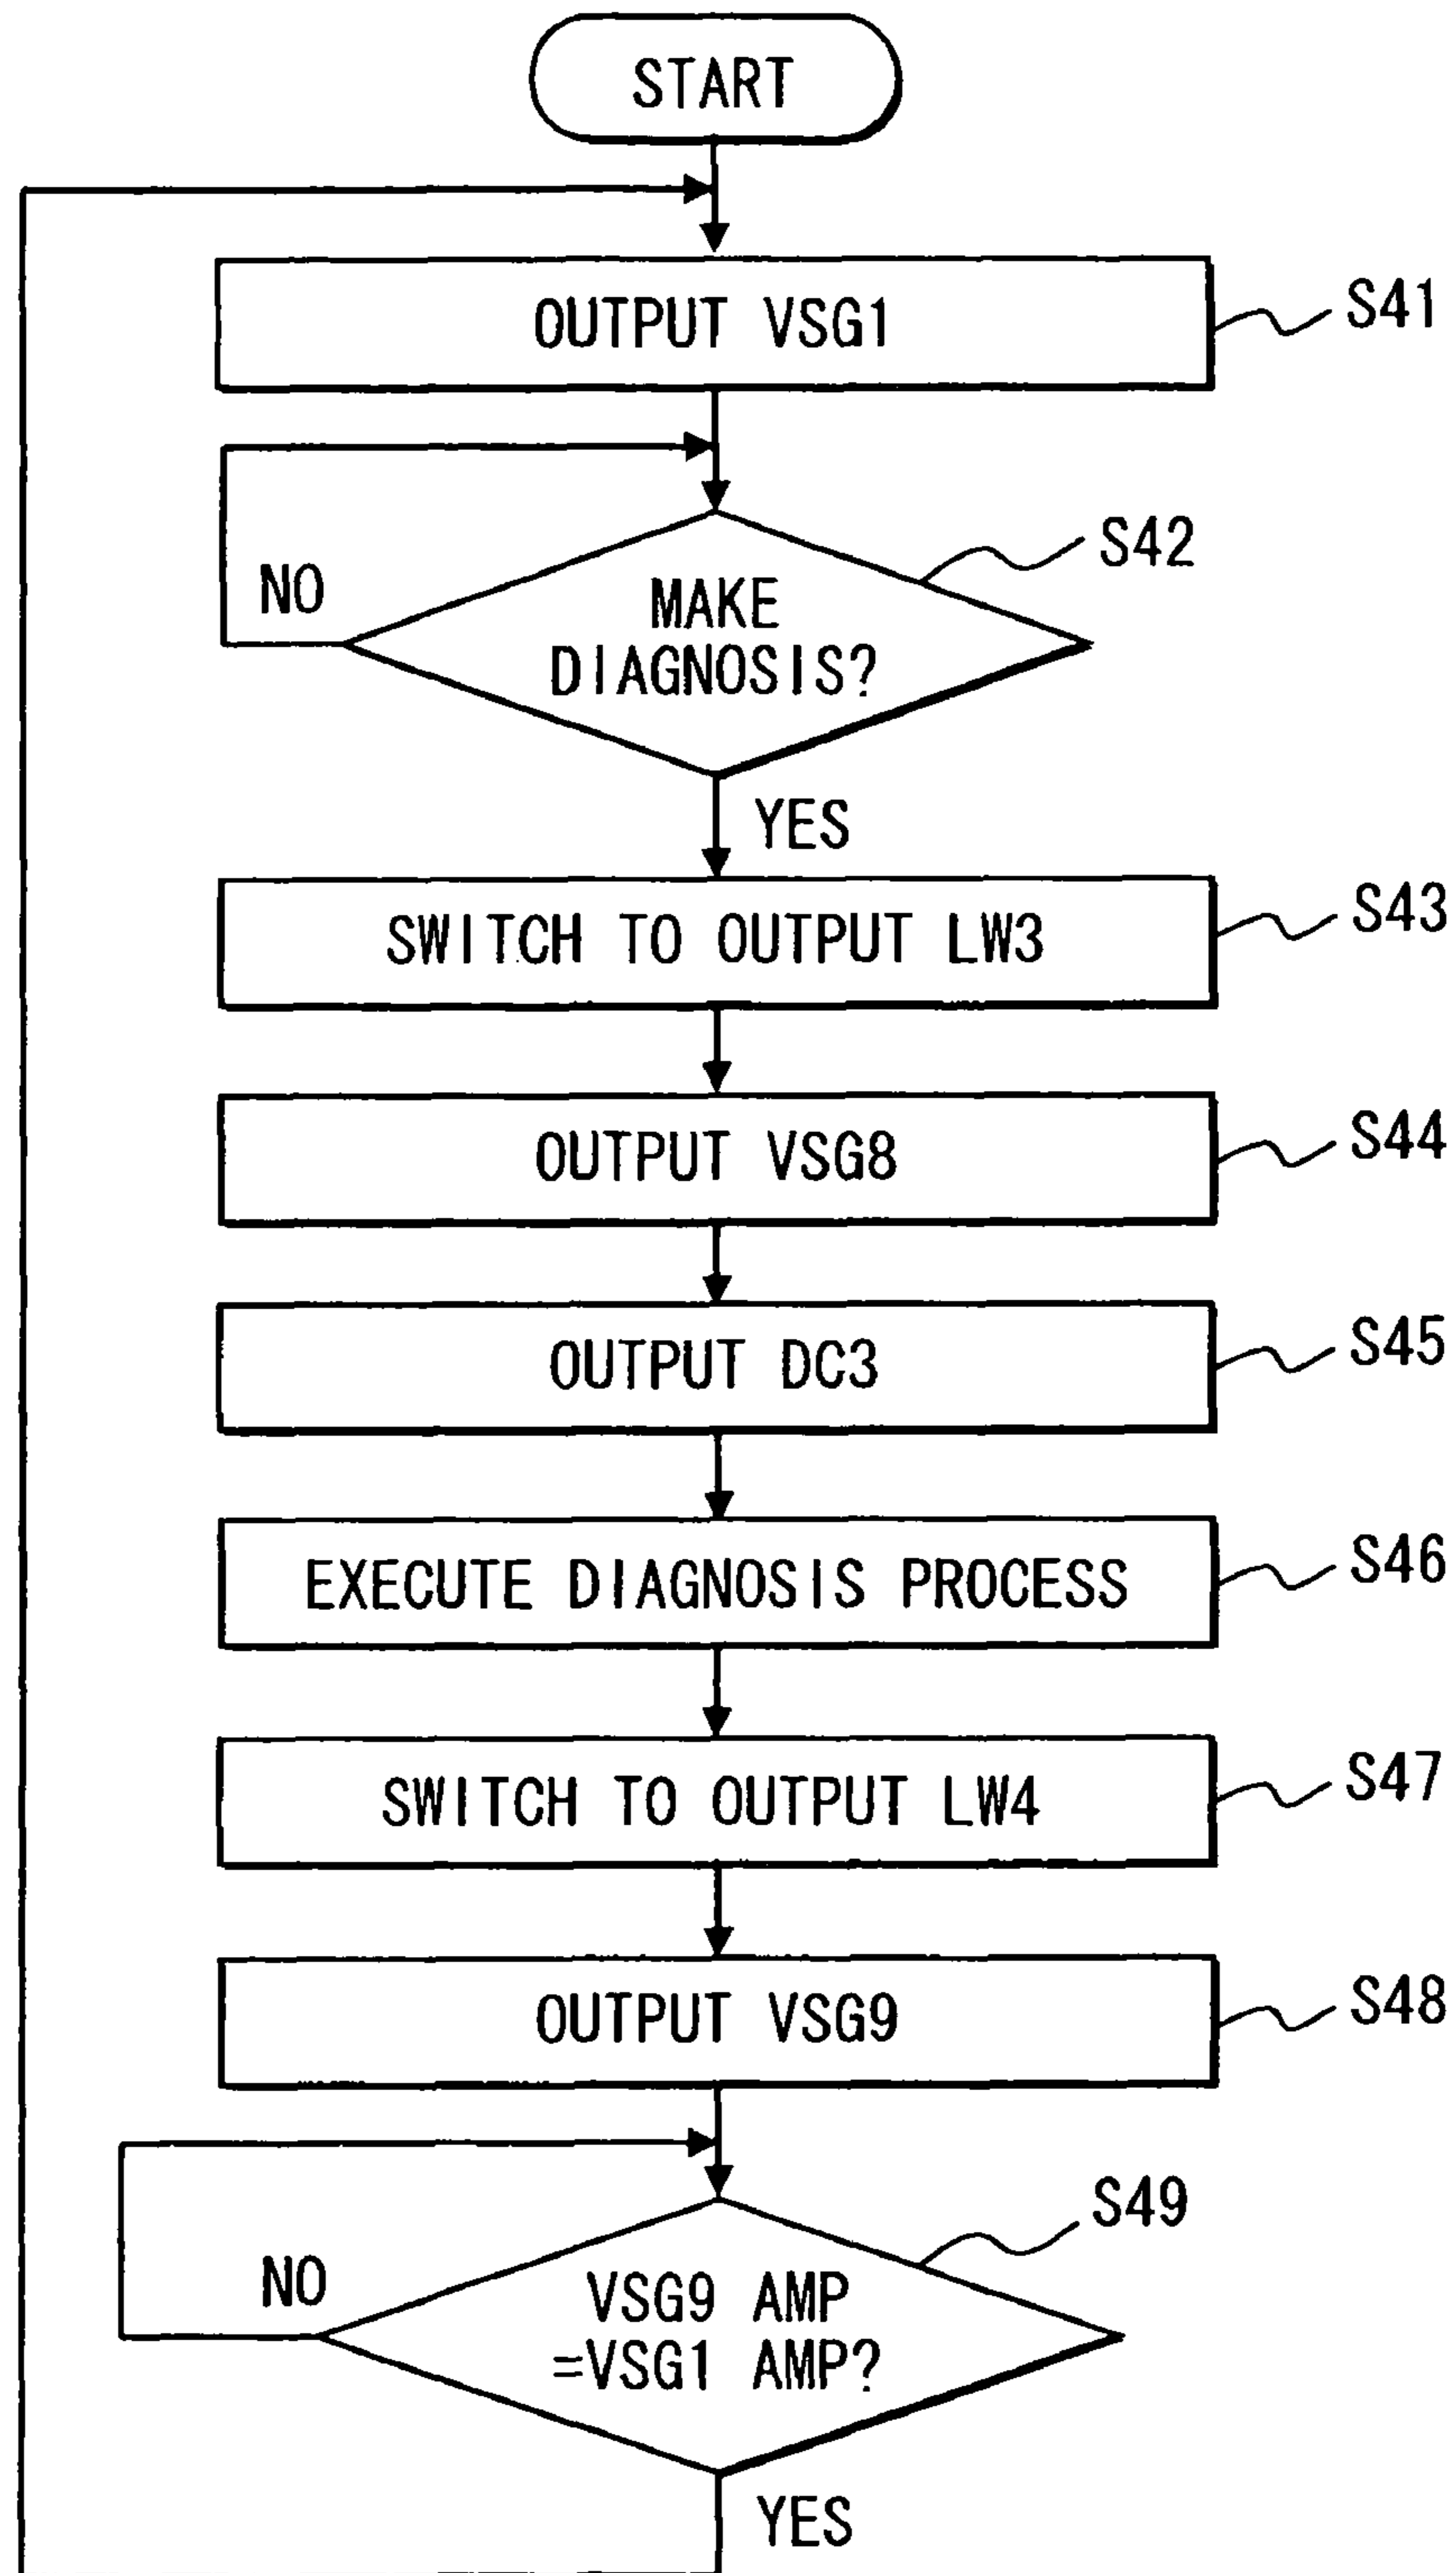 START
OUTPUT VSG1
S41
S42
NO
MAKE
DIAGNOSIS?
YES
SWITCH TO OUTPUT LW3
S43
OUTPUT VSG8
S44
OUTPUT DC3
S45
EXECUTE DIAGNOSIS PROCESS
S46
SWITCH TO OUTPUT LW4
S47
OUTPUT VSG9
S48
S49
NO
VSG9 AMP
=VSG1 AMP?
YES